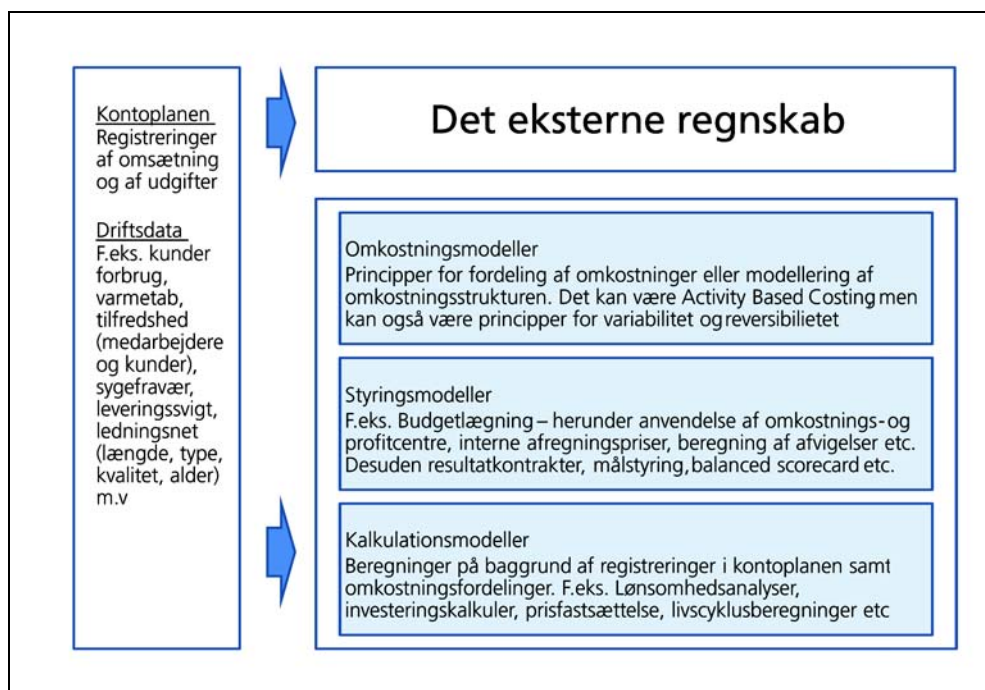 Kontoplanen
Registreringer
af omsætning
og af udgifter
Driftsdata
F.eks. kunder
forbrug,
varmetab,
tilfredshed
(medarbejdere
og kunder),
sygefravær,
leveringssvigt,
ledningsnet
(længde, type,
kvalitet, alder)
m.v
Det eksterne regnskab
Omkostningsmodeller
Principper for fordeling af omkostninger eller modellering af
omkostningsstrukturen. Det kan være Activity Based Costing, men
kan også være principper for variabilitet og reversibilietet
Styringsmodeller
F.eks. Budgetlægning – herunder anvendelse af omkostnings- og
profitcentre, interne afregningspriser, beregning af afvigelser etc.
Desuden resultatkontrakter, målstyring, balanced scorecard etc.
Kalkulationsmodeller
Beregninger på baggrund af registreringer i kontoplanen samt
omkostningsfordelinger. F.eks. Lønsomhedsanalyser,
investeringskalkuler, prisfastsættelse, livscyklusberegninger etc